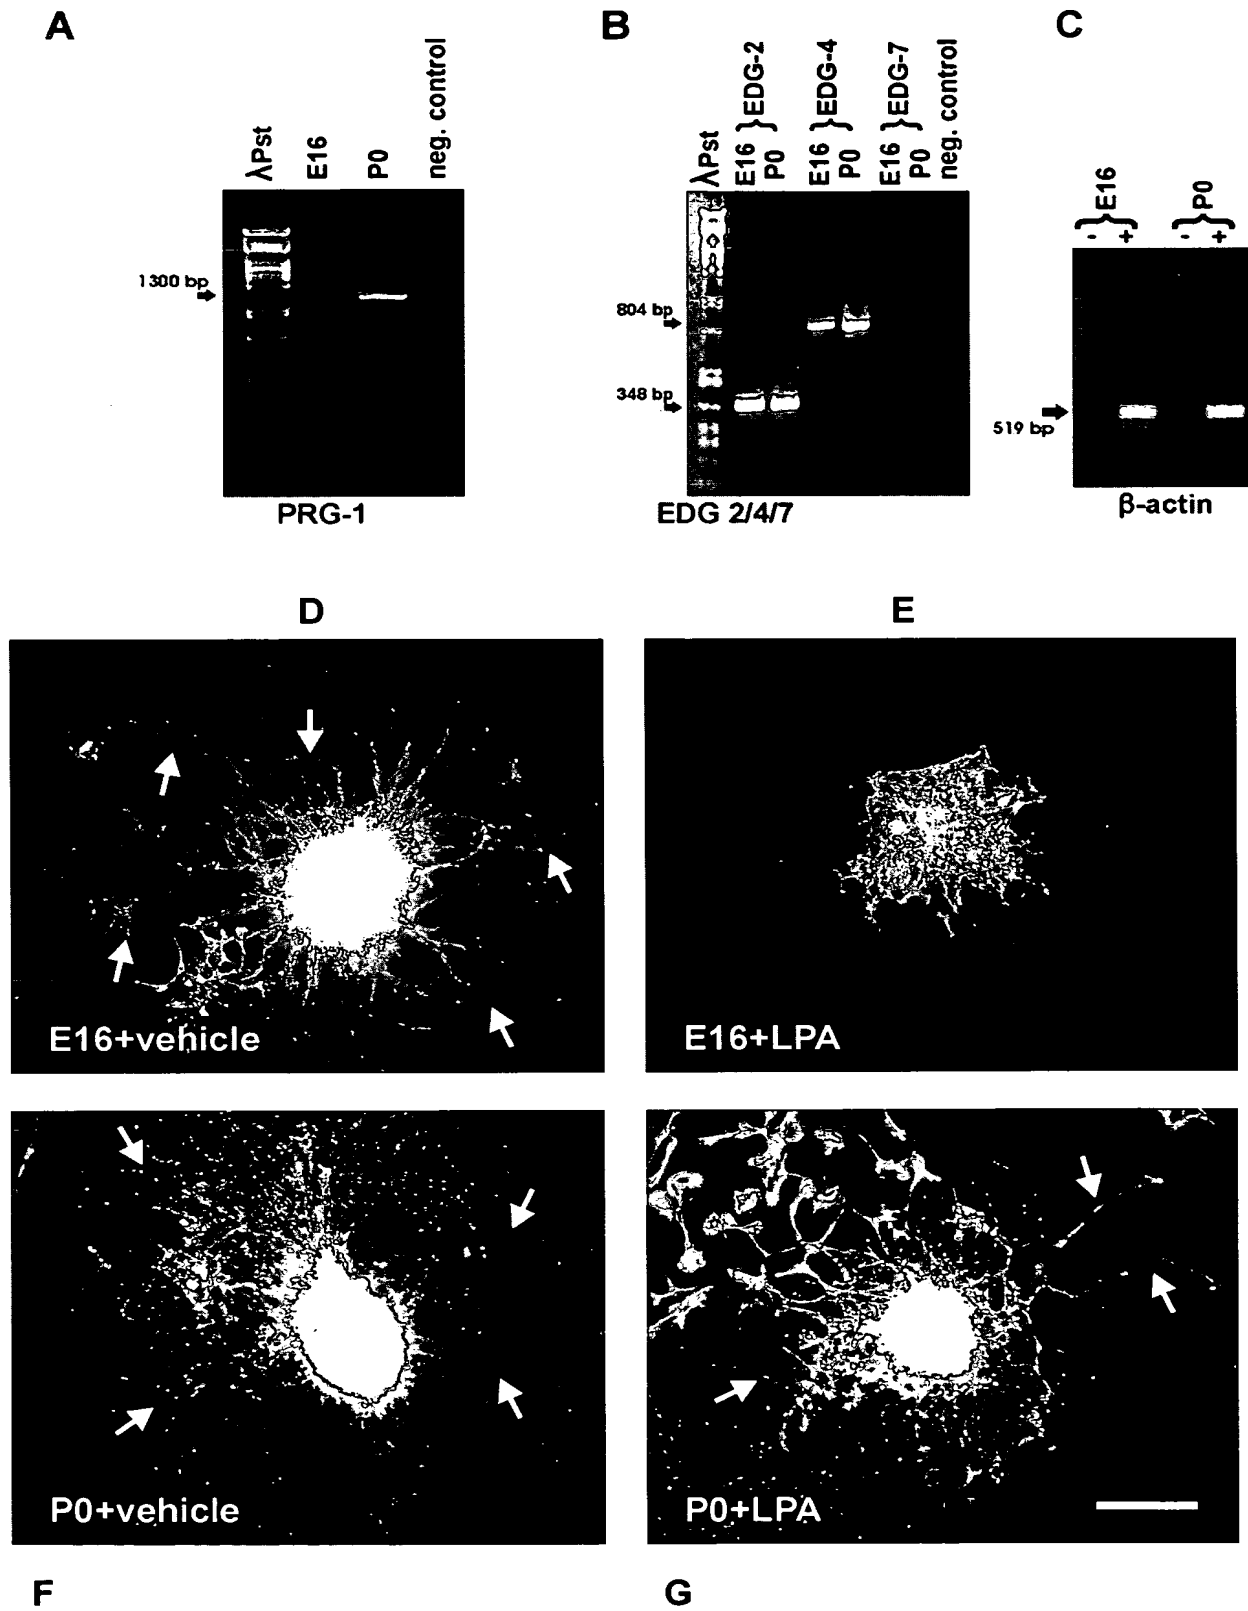 A
B
C
λPst
E16
P0
neg. control
1300 bp
PRG-1
λPst
E16 } EDG-2
P0
E16 } EDG-4
P0
E16 } EDG-7
P0
neg. control
804 bp
348 bp
EDG 2/4/7
- } E16
+
- } P0
+
519 bp
β-actin
D
E
E16+vehicle
E16+LPA
P0+vehicle
P0+LPA
F
G